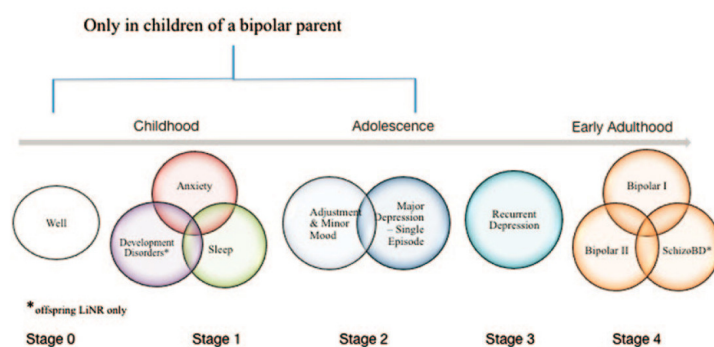 Only in children of a bipolar parent
Childhood
Adolescence
Early Adulthood
Well
Anxiety
Development
Disorders*
Sleep
Adjustment
& Minor
Mood
Major
Depression
– Single
Episode
Recurrent
Depression
Bipolar I
Bipolar II
SchizoBD*
*offspring LiNR only
Stage 0
Stage 1
Stage 2
Stage 3
Stage 4